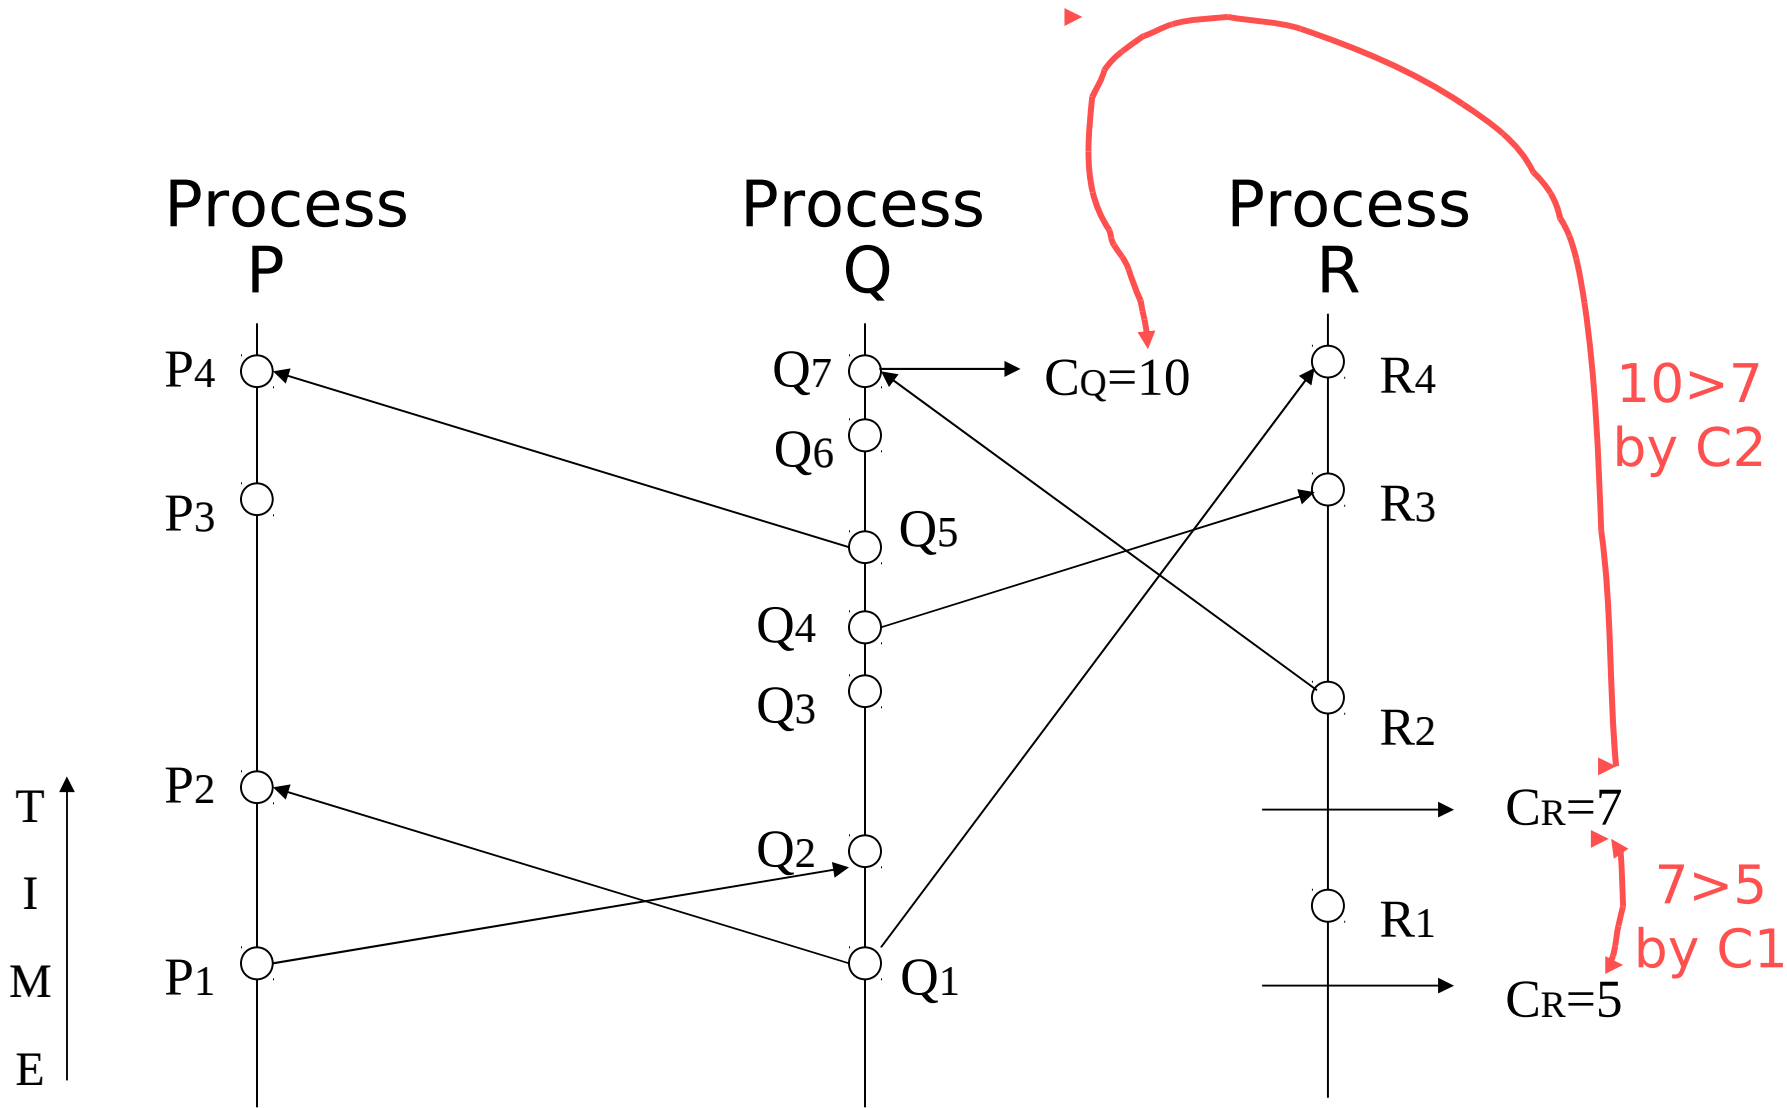 Process
P
Process
Q
Process
R
P4
Q7
CQ=10
R4
10>7
by C2
Q6
P3
Q5
R3
Q4
Q3
R2
P2
T
CR=7
Q2
I
7>5
by C1
R1
P1
Q1
M
CR=5
E